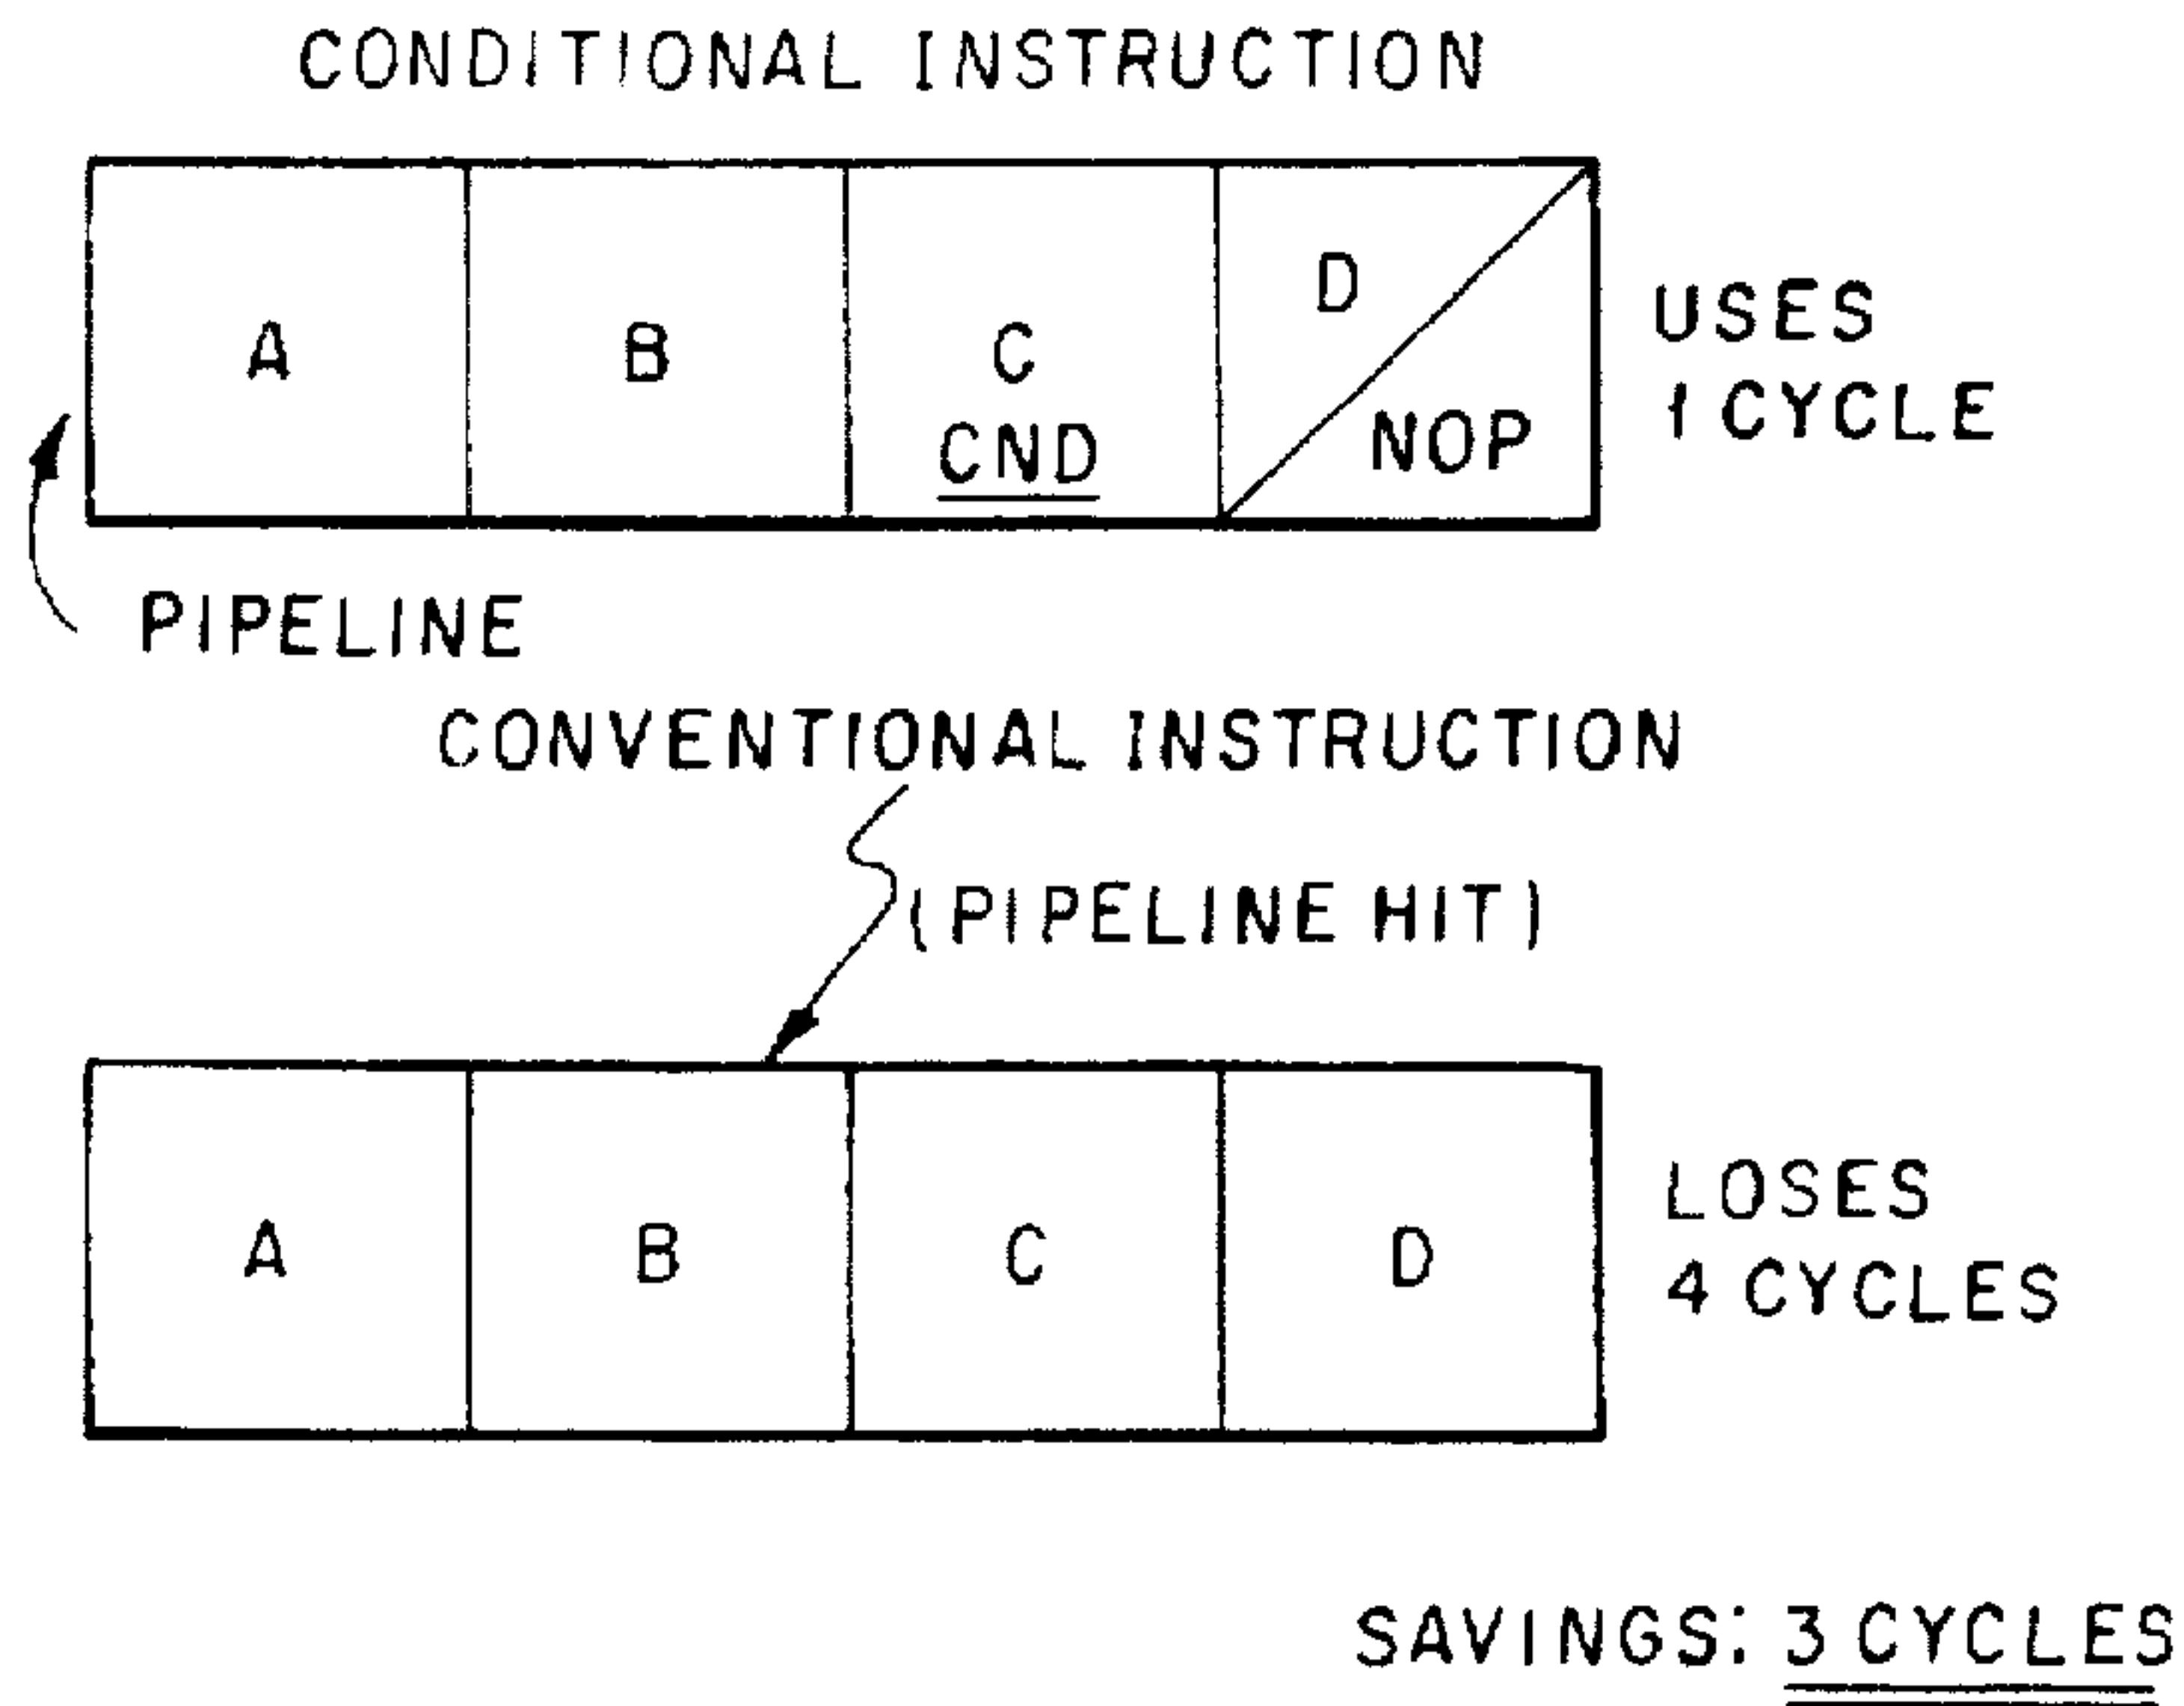 CONDITIONAL INSTRUCTION
A B C D
CND NOP
USES
1 CYCLE
PIPELINE
CONVENTIONAL INSTRUCTION
(PIPELINE HIT)
A B C D
LOSES
4 CYCLES
SAVINGS: 3 CYCLES